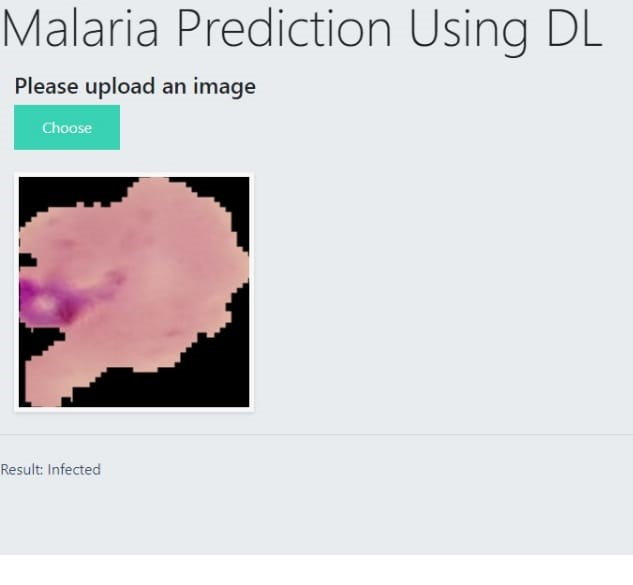 Malaria Prediction Using DL
Please upload an image
Choose
Result: Infected